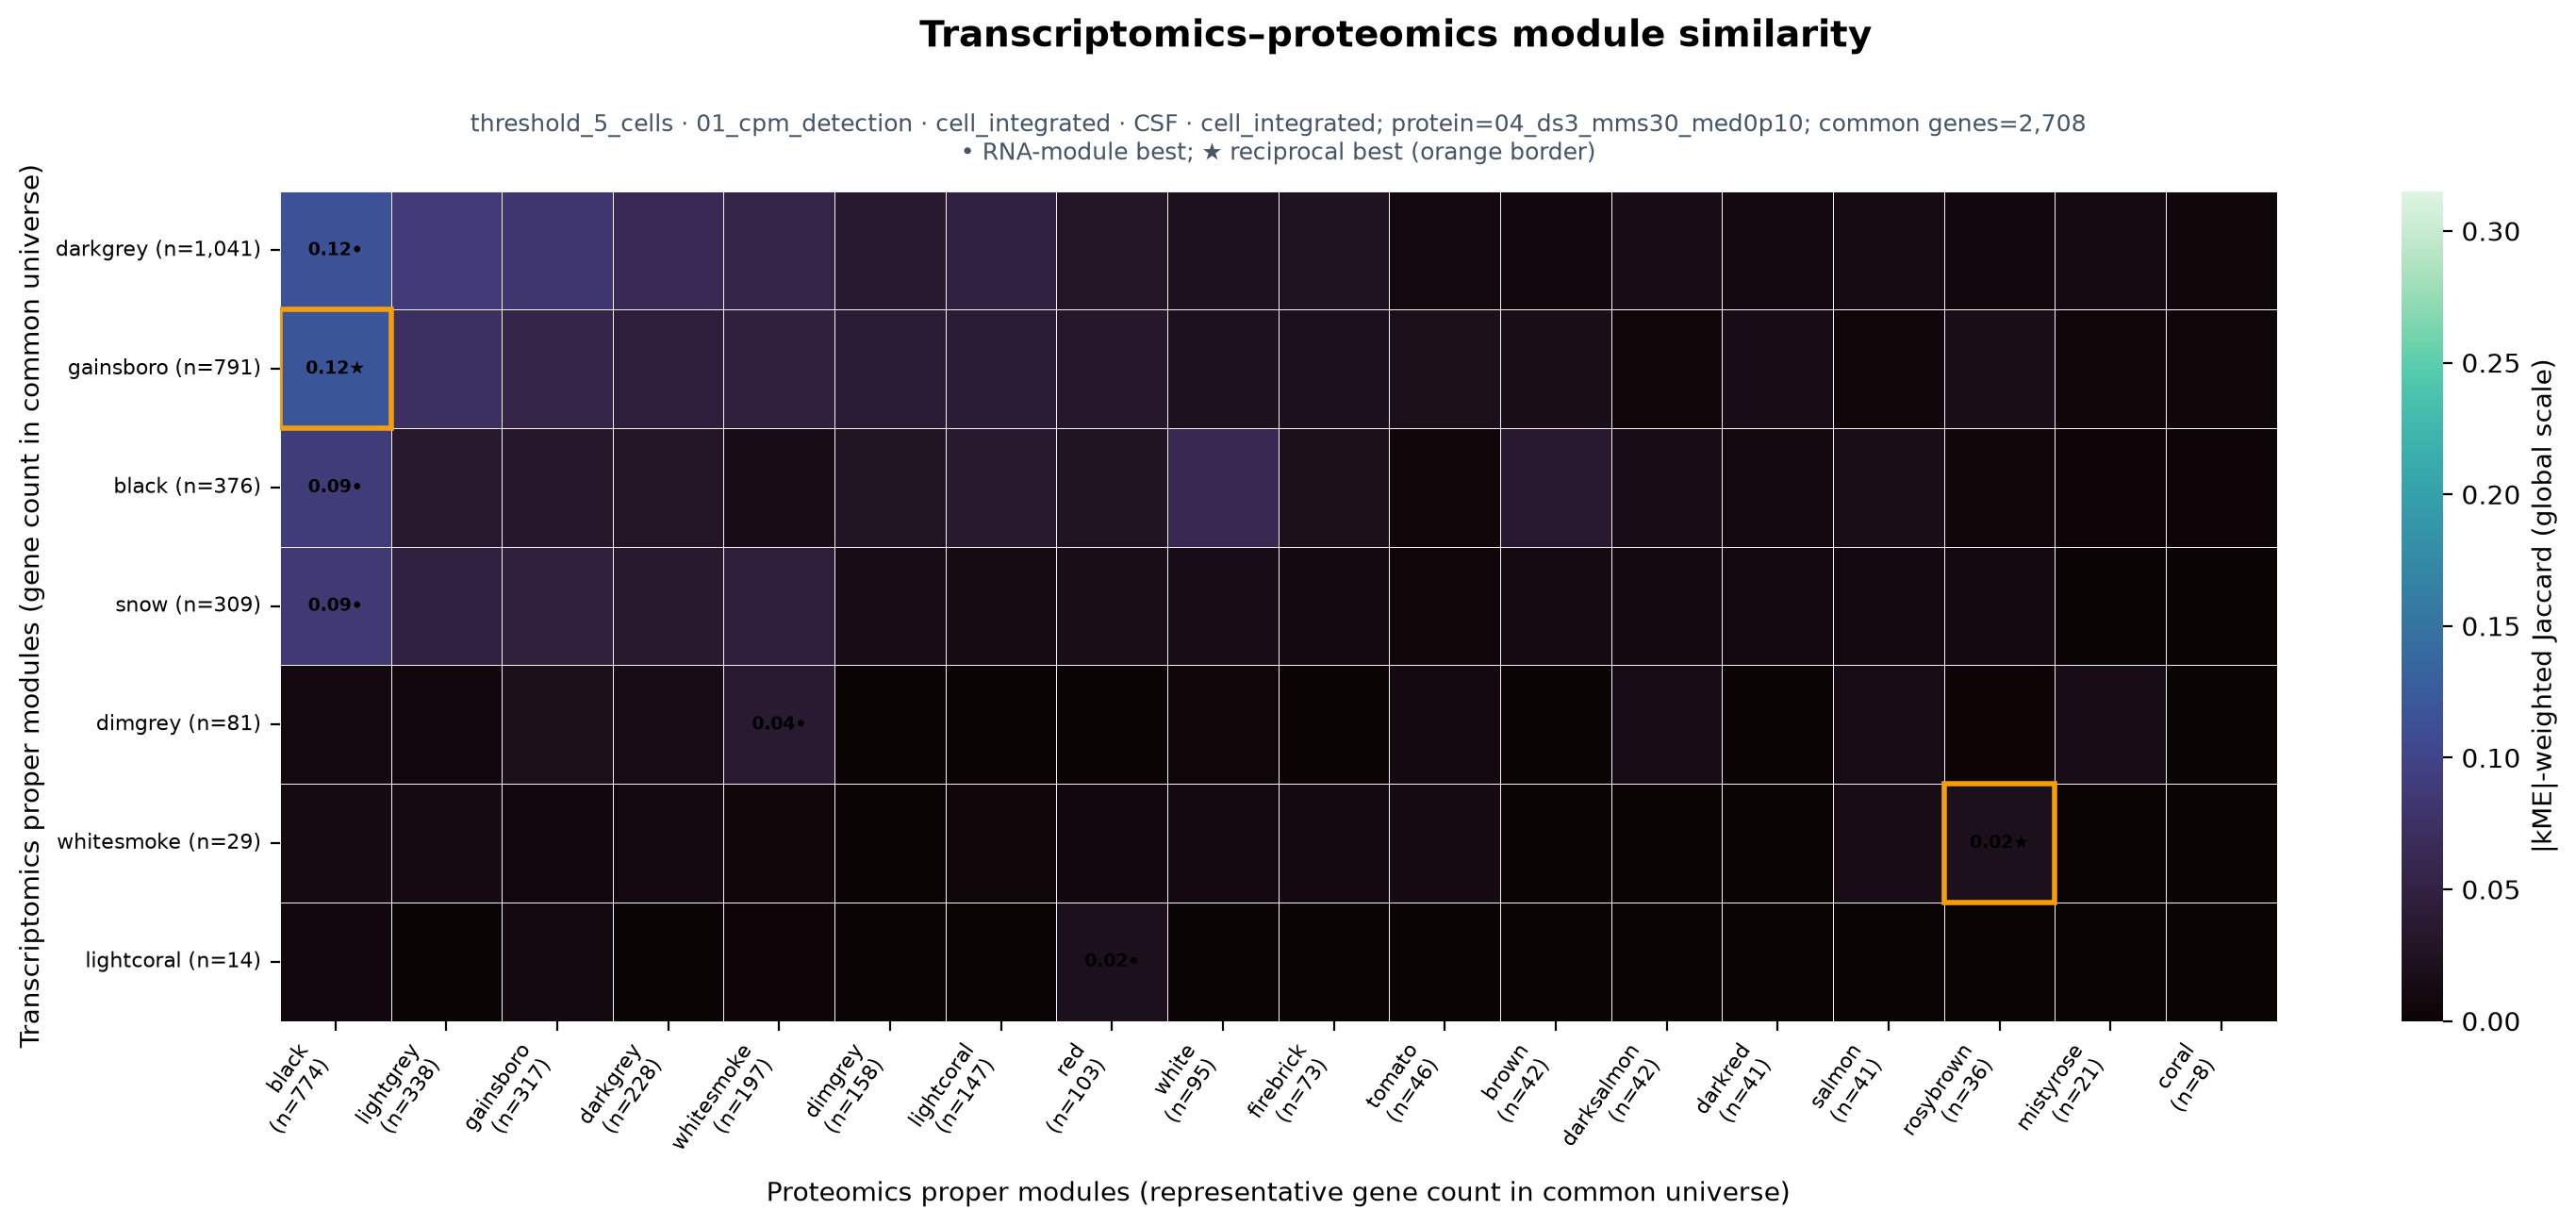 Transcriptomics–proteomics module similarity
threshold_5_cells · 01_cpm_detection · cell_integrated · CSF · cell_integrated; protein=04_ds3_mms30_med0p10; common genes=2,708
• RNA-module best; ★ reciprocal best (orange border)
Transcriptomics proper modules (gene count in common universe)
darkgrey (n=1,041)
gainsboro (n=791)
black (n=376)
snow (n=309)
dimgrey (n=81)
whitesmoke (n=29)
lightcoral (n=14)
0.12•
0.12★
0.09•
0.09•
0.04•
0.02★
0.02•
black
(n=774)
lightgrey
(n=338)
gainsboro
(n=317)
darkgrey
(n=228)
whitesmoke
(n=197)
dimgrey
(n=158)
lightcoral
(n=147)
red
(n=103)
white
(n=95)
firebrick
(n=73)
tomato
(n=46)
brown
(n=42)
darksalmon
(n=42)
darkred
(n=41)
salmon
(n=41)
rosybrown
(n=36)
mistyrose
(n=21)
coral
(n=8)
Proteomics proper modules (representative gene count in common universe)
0.30
0.25
0.20
0.15
0.10
0.05
0.00
|kME|-weighted Jaccard (global scale)